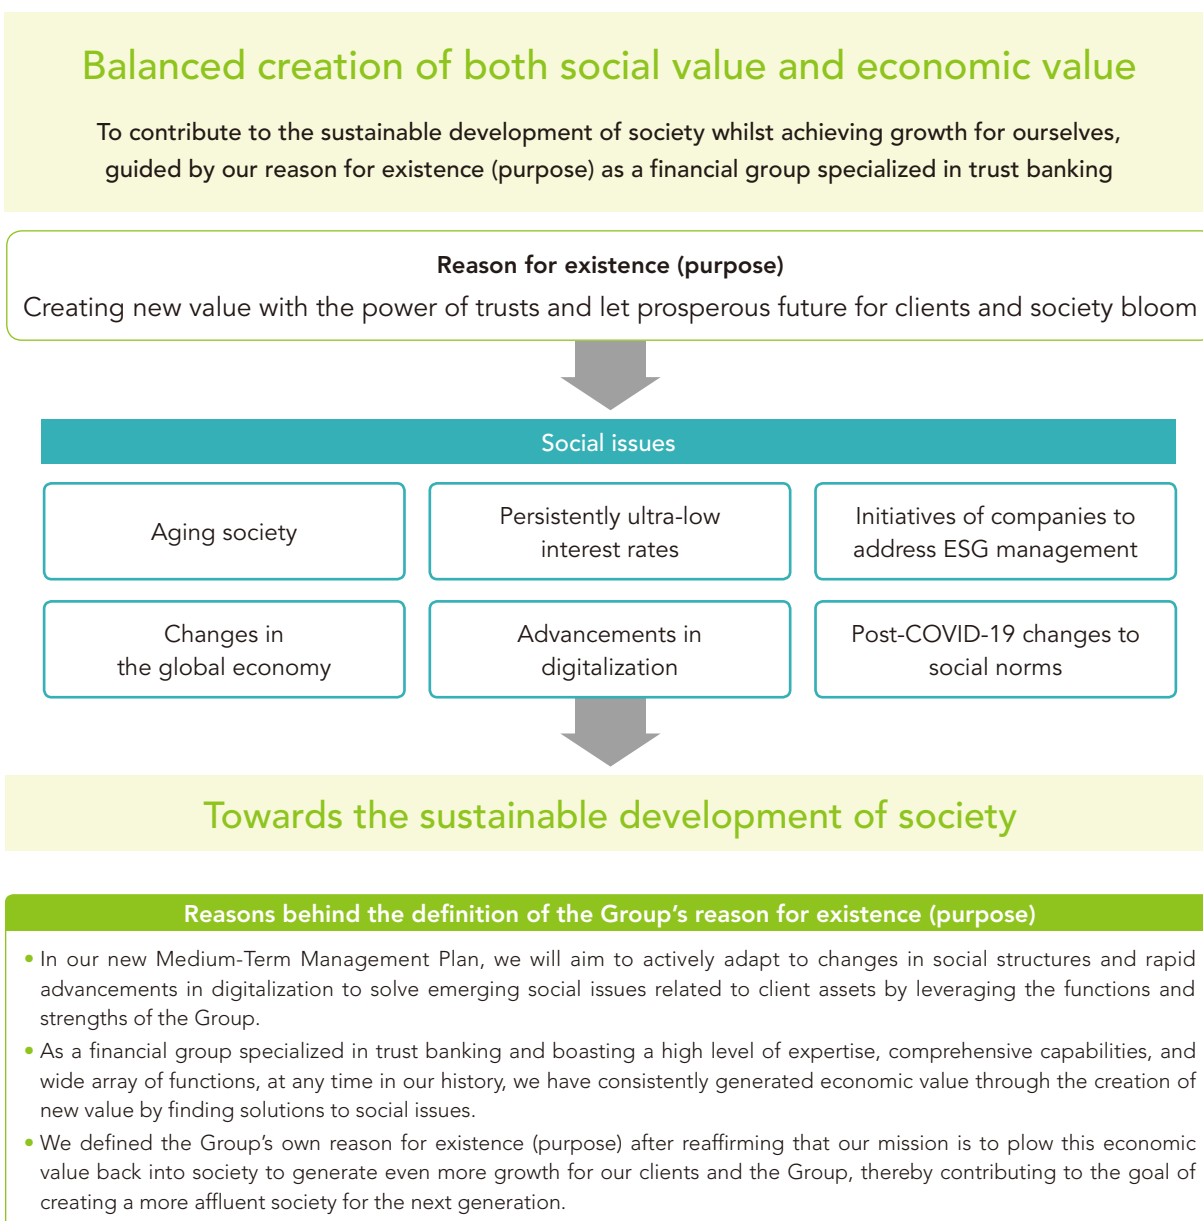 Balanced creation of both social value and economic value
To contribute to the sustainable development of society whilst achieving growth for ourselves,
guided by our reason for existence (purpose) as a financial group specialized in trust banking
Reason for existence (purpose)
Creating new value with the power of trusts and let prosperous future for clients and society bloom
Social issues
Aging society
Persistently ultra-low
interest rates
Initiatives of companies to
address ESG management
Changes in
the global economy
Advancements in
digitalization
Post-COVID-19 changes to
social norms
Towards the sustainable development of society
Reasons behind the definition of the Group's reason for existence (purpose)
• In our new Medium-Term Management Plan, we will aim to actively adapt to changes in social structures and rapid
advancements in digitalization to solve emerging social issues related to client assets by leveraging the functions and
strengths of the Group.
• As a financial group specialized in trust banking and boasting a high level of expertise, comprehensive capabilities, and
wide array of functions, at any time in our history, we have consistently generated economic value through the creation of
new value by finding solutions to social issues.
• We defined the Group's own reason for existence (purpose) after reaffirming that our mission is to plow this economic
value back into society to generate even more growth for our clients and the Group, thereby contributing to the goal of
creating a more affluent society for the next generation.